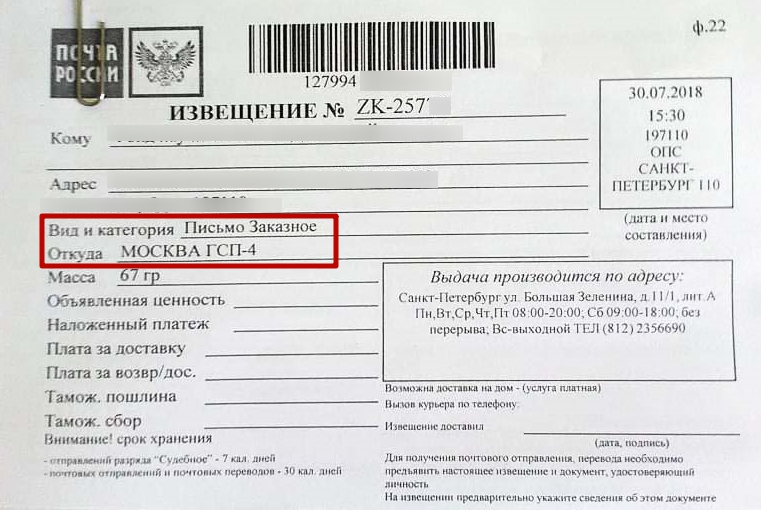 ф.22
ПОЧТА
РОССИИ
127994
ИЗВЕЩЕНИЕ № ZK-257
30.07.2018
15:30
197110
ОПС
САНКТ-
ПЕТЕРБУРГ 110
(дата и место
составления)
Кому
Адрес
Вид и категория Письмо Заказное
Откуда МОСКВА ГСП-4
Масса 67 гр
Объявленная ценность
Наложенный платеж
Плата за доставку
Плата за возвр/дос.
Тамож. пошлина
Тамож. сбор
Внимание! срок хранения
- отправлений разряда "Судебное" - 7 кал. дней
- почтовых отправлений и почтовых переводов - 30 кал. дней
Выдача производится по адресу:
Санкт-Петербург ул. Большая Зеленина, д.11/1, лит.А
Пн,Вт,Ср,Чт,Пт 08:00-20:00; Сб 09:00-18:00; без
перерыва; Вс-выходной ТЕЛ (812) 2356690
Возможна доставка на дом - (услуга платная)
Вызов курьера по телефону:
Извещение доставил
(дата, подпись)
Для получения почтового отправления, перевода необходимо
предъявить настоящее извещение и документ, удостоверяющий
личность
На извещении предварительно укажите сведения об этом документе